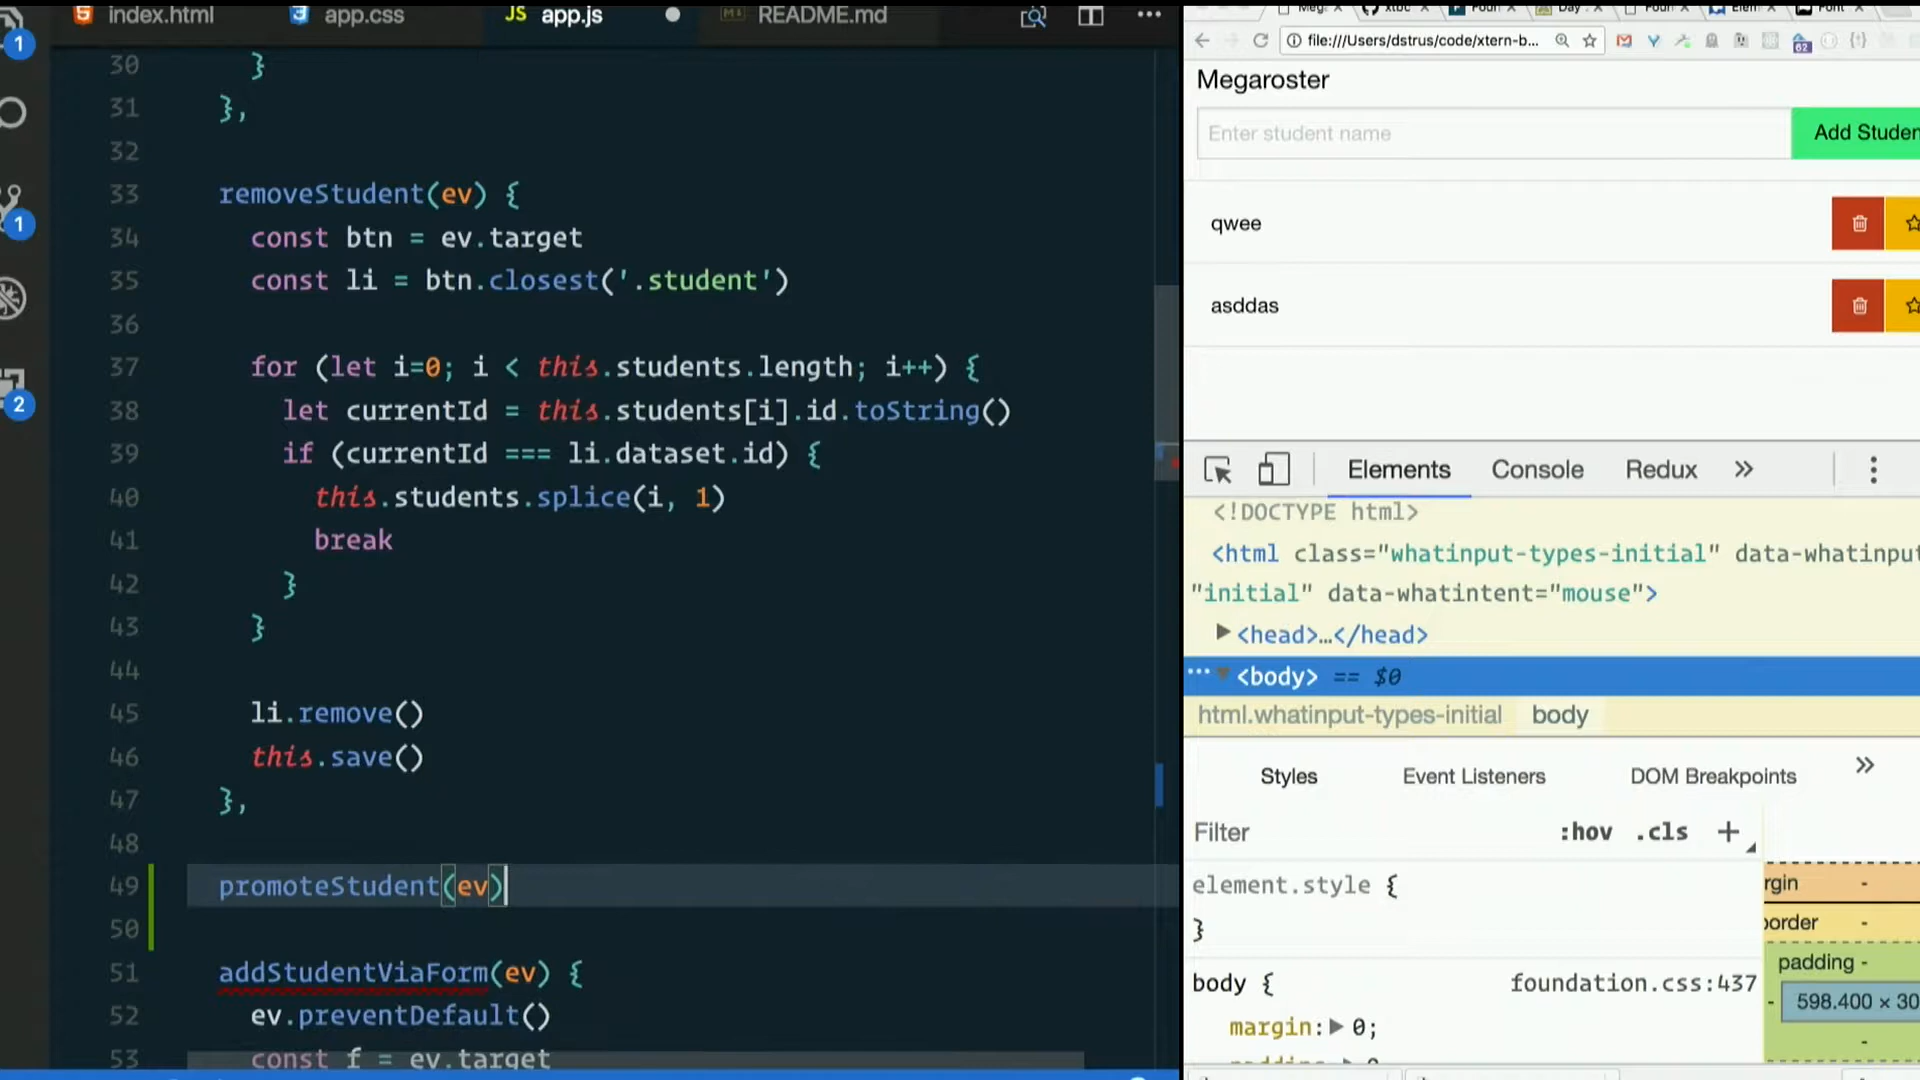 index.html
app.css
JS app.js
README.md
1
1
2
30 }
31 },
32
33 removeStudent(ev) {
34 const btn = ev.target
35 const li = btn.closest('.student')
36
37 for (let i=0; i < this.students.length; i++) {
38 let currentId = this.students[i].id.toString()
39 if (currentId === li.dataset.id) {
40 this.students.splice(i, 1)
41 break
42 }
43 }
44
45 li.remove()
46 this.save()
47 },
48
49 promoteStudent(ev)
50
51 addStudentViaForm(ev) {
52 ev.preventDefault()
53 const f = ev.target
file:///Users/dstrus/code/xtern-b...
62
Megaroster
Enter student name
Add Studen
qwee
asddas
Elements Console Redux »
<!DOCTYPE html>
<html class="whatinput-types-initial" data-whatinput
"initial" data-whatintent="mouse">
▶<head>…</head>
··· ▼<body> == $0
html.whatinput-types-initial body
Styles Event Listeners DOM Breakpoints »
Filter :hov .cls +
element.style {
}
body { foundation.css:437
margin:▶ 0;
rgin -
border -
padding -
- 598.400 × 30
-